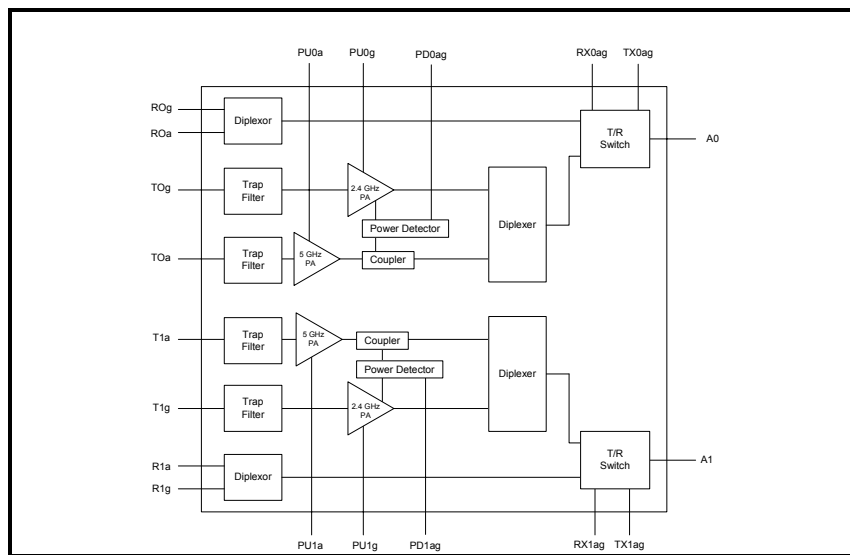 PU0a PU0g PD0ag RX0ag TX0ag
ROg
ROa
Diplexor
T/R
Switch
A0
TOg
Trap
Filter
2.4 GHz
PA
Power Detector
Diplexer
TOa
Trap
Filter
5 GHz
PA
Coupler
T1a
Trap
Filter
5 GHz
PA
Coupler
Power Detector
Diplexer
T1g
Trap
Filter
2.4 GHz
PA
R1a
R1g
Diplexor
T/R
Switch
A1
PU1a PU1g PD1ag RX1ag TX1ag